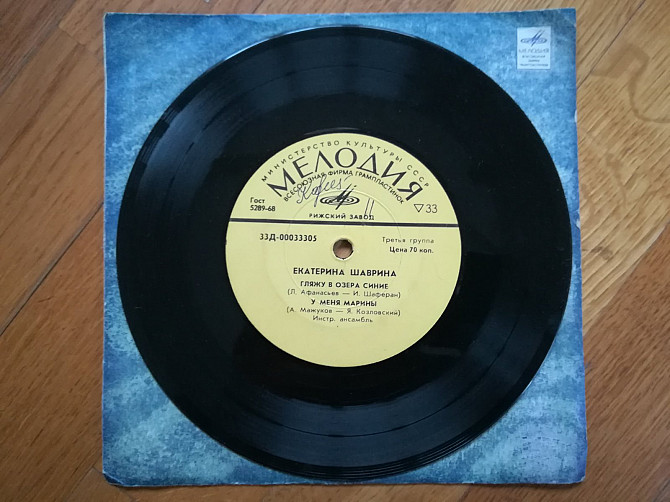 МИНИСТЕРСТВО КУЛЬТУРЫ СССР
МЕЛОДИЯ
ВСЕСОЮЗНАЯ ФИРМА ГРАМПЛАСТИНОК
Гост
5289-68
▽33
РИЖСКИЙ ЗАВОД
33Д-00033305
Третья группа
Цена 70 коп.
ЕКАТЕРИНА ШАВРИНА
ГЛЯЖУ В ОЗЕРА СИНИЕ
(Л. Афанасьев — И. Шаферан)
У МЕНЯ МАРИНЫ
(А. Мажуков — Я. Козловский)
Инстр. ансамбль
МЕЛОДИЯ